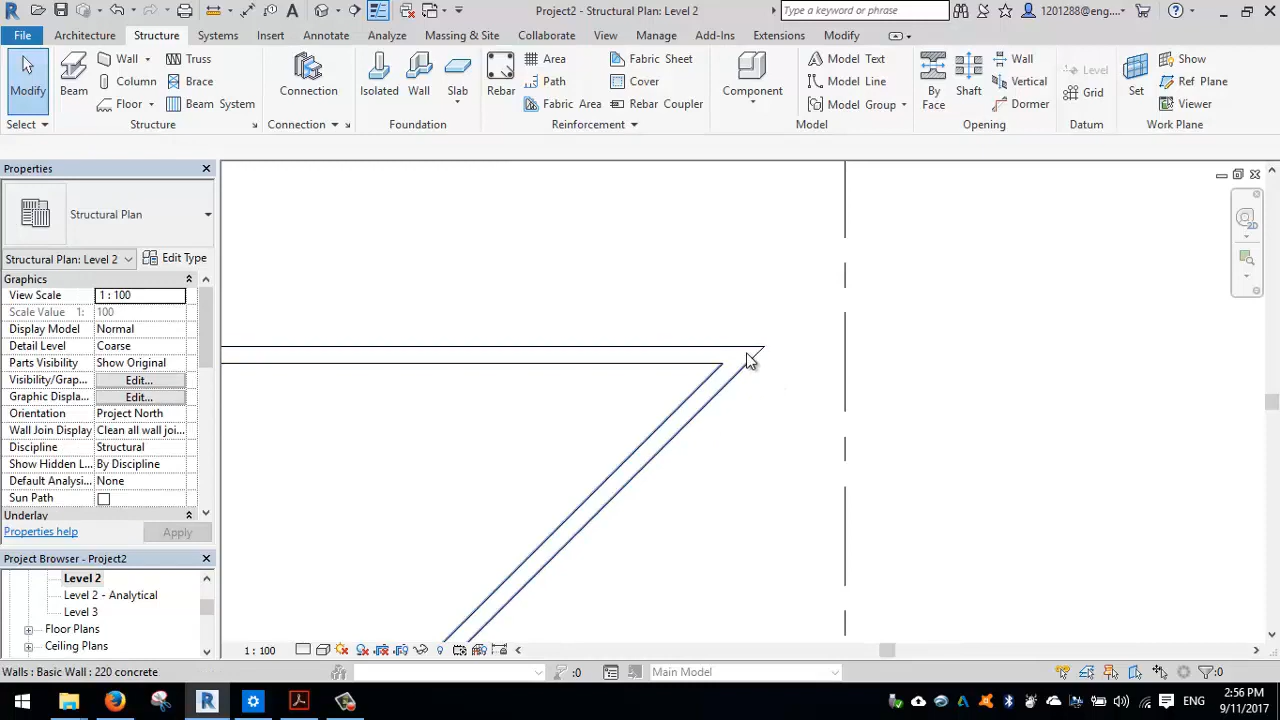 Project2 - Structural Plan: Level 2
Type a keyword or phrase
1201288@eng...
File Architecture Structure Systems Insert Annotate Analyze Massing & Site Collaborate View Manage Add-Ins Extensions Modify
Modify
Select
Beam
Wall
Column
Floor
Truss
Brace
Beam System
Structure
Connection
Connection
Isolated
Wall
Slab
Foundation
Rebar
Area
Path
Fabric Area
Fabric Sheet
Cover
Rebar Coupler
Reinforcement
Component
Model Text
Model Line
Model Group
Model
By Face
Shaft
Wall
Vertical
Dormer
Opening
Level
Grid
Datum
Set
Show
Ref Plane
Viewer
Work Plane
Properties
Structural Plan
Structural Plan: Level 2
Edit Type
Graphics
View Scale 1 : 100
Scale Value 1: 100
Display Model Normal
Detail Level Coarse
Parts Visibility Show Original
Visibility/Grap... Edit...
Graphic Displa... Edit...
Orientation Project North
Wall Join Display Clean all wall joi...
Discipline Structural
Show Hidden L... By Discipline
Default Analysi... None
Sun Path
Underlay
Properties help
Apply
Project Browser - Project2
Level 2
Level 2 - Analytical
Level 3
Floor Plans
Ceiling Plans
2D
1 : 100
Walls : Basic Wall : 220 concrete
:0
Main Model
:0
ENG
2:56 PM
9/11/2017